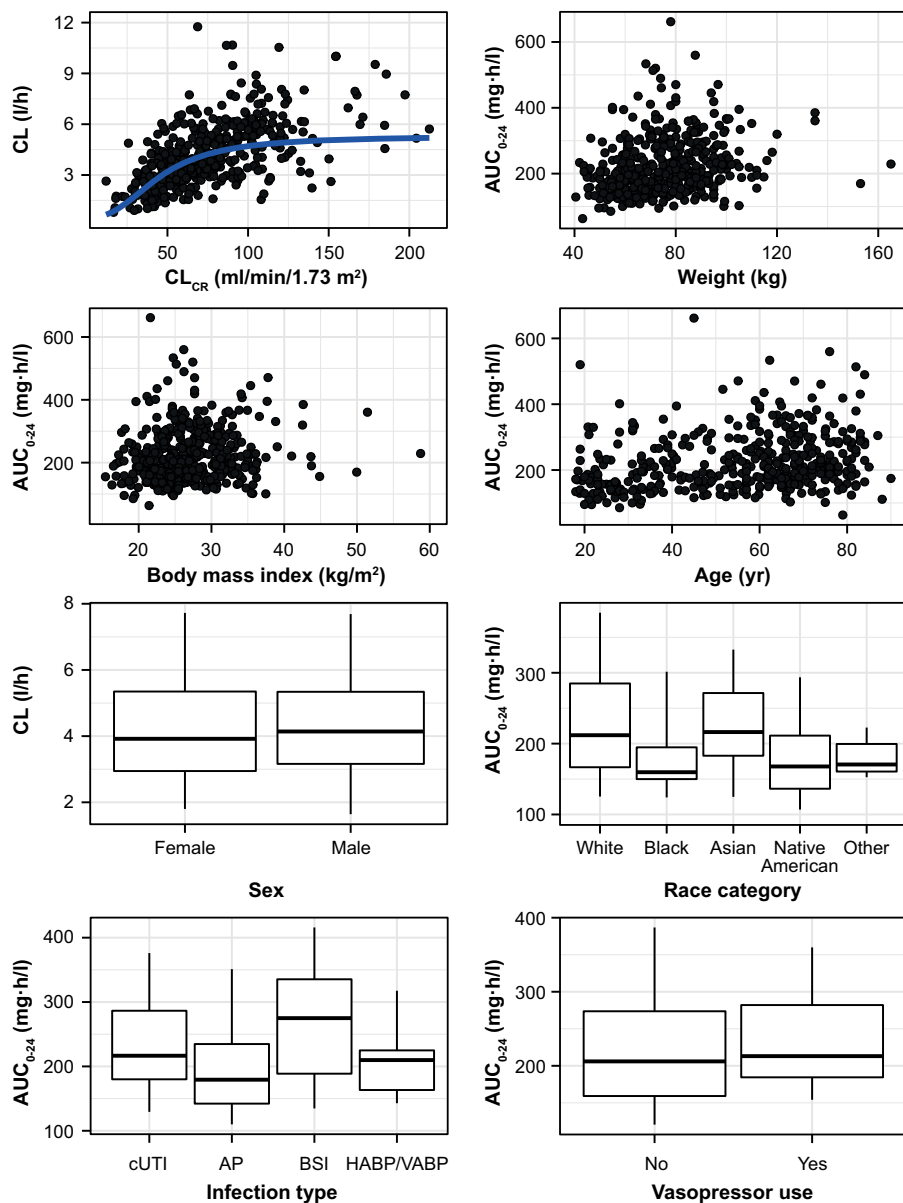 CL (l/h)
12
9
6
3
50
100
150
200
CL_CR (ml/min/1.73 m²)
AUC₀₋₂₄ (mg·h/l)
600
400
200
40
80
120
160
Weight (kg)
AUC₀₋₂₄ (mg·h/l)
600
400
200
20
30
40
50
60
Body mass index (kg/m²)
AUC₀₋₂₄ (mg·h/l)
600
400
200
20
40
60
80
Age (yr)
CL (l/h)
8
6
4
2
Female
Male
Sex
AUC₀₋₂₄ (mg·h/l)
300
200
100
White
Black
Asian
Native
American
Other
Race category
AUC₀₋₂₄ (mg·h/l)
400
300
200
100
cUTI
AP
BSI
HABP/VABP
Infection type
AUC₀₋₂₄ (mg·h/l)
400
200
No
Yes
Vasopressor use